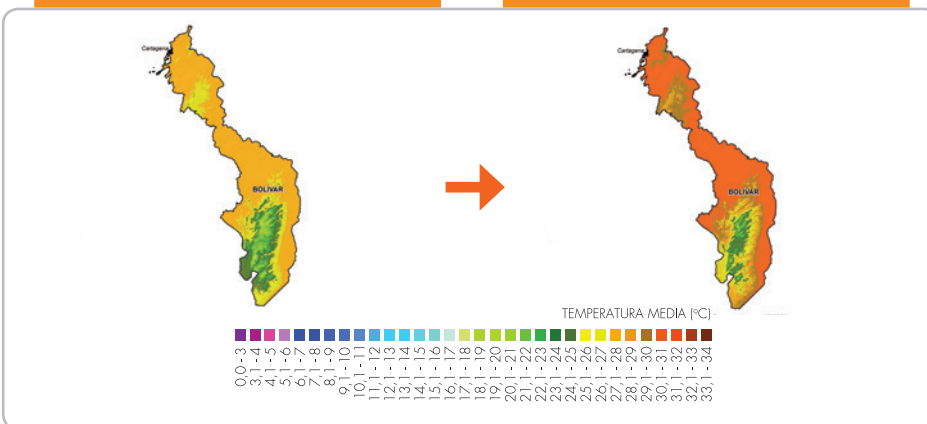 Cartagena
BOLÍVAR
Cartagena
BOLÍVAR
TEMPERATURA MEDIA (ºC)
0,0 - 3
3,1 - 4
4,1 - 5
5,1 - 6
6,1 - 7
7,1 - 8
8,1 - 9
9,1 - 10
10,1 - 11
11,1 - 12
12,1 - 13
13,1 - 14
14,1 - 15
15,1 - 16
16,1 - 17
17,1 - 18
18,1 - 19
19,1 - 20
20,1 - 21
21,1 - 22
22,1 - 23
23,1 - 24
24,1 - 25
25,1 - 26
26,1 - 27
27,1 - 28
28,1 - 29
29,1 - 30
30,1 - 31
31,1 - 32
32,1 - 33
33,1 - 34